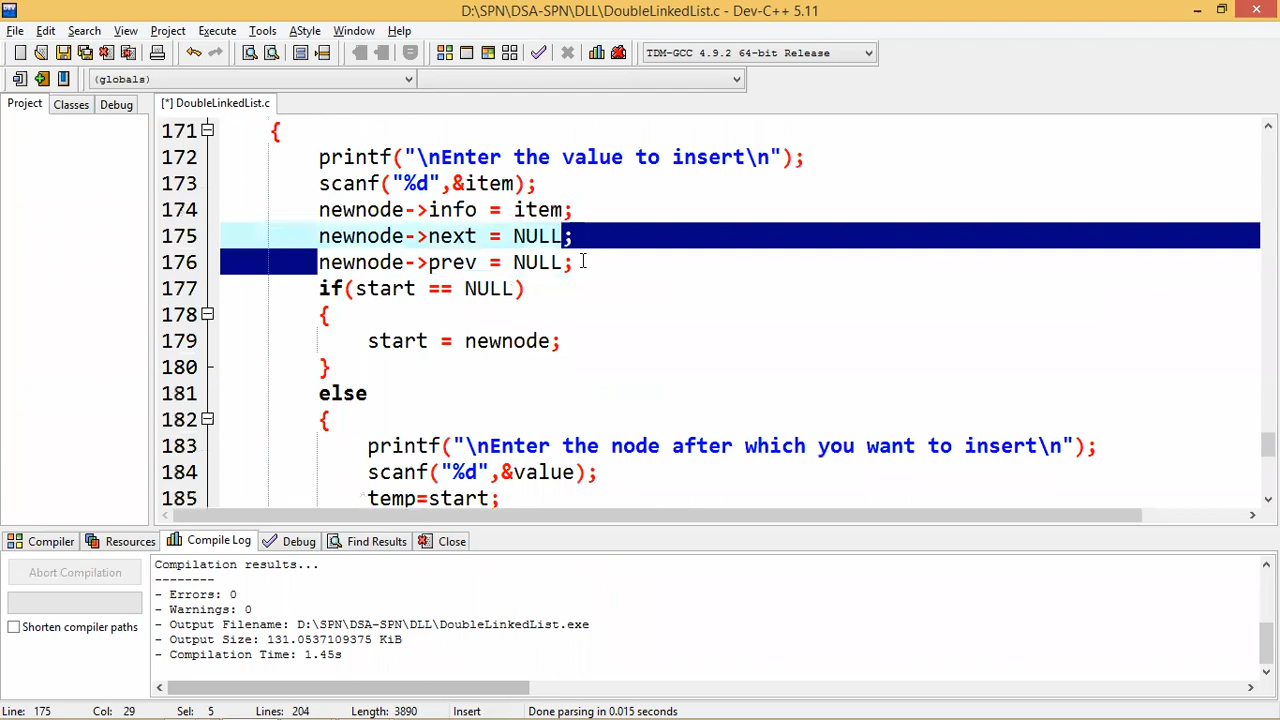 D:\SPN\DSA-SPN\DLL\DoubleLinkedList.c - Dev-C++ 5.11
File Edit Search View Project Execute Tools AStyle Window Help
TDM-GCC 4.9.2 64-bit Release
(globals)
Project Classes Debug [*] DoubleLinkedList.c
171 {
172 printf("\nEnter the value to insert\n");
173 scanf("%d",&item);
174 newnode->info = item;
175 newnode->next = NULL;
176 newnode->prev = NULL;
177 if(start == NULL)
178 {
179 start = newnode;
180 }
181 else
182 {
183 printf("\nEnter the node after which you want to insert\n");
184 scanf("%d",&value);
185 temp=start;
Compiler Resources Compile Log Debug Find Results Close
Abort Compilation
Shorten compiler paths
Compilation results...
--------
- Errors: 0
- Warnings: 0
- Output Filename: D:\SPN\DSA-SPN\DLL\DoubleLinkedList.exe
- Output Size: 131.0537109375 KiB
- Compilation Time: 1.45s
Line: 175 Col: 29 Sel: 5 Lines: 204 Length: 3890 Insert Done parsing in 0.015 seconds